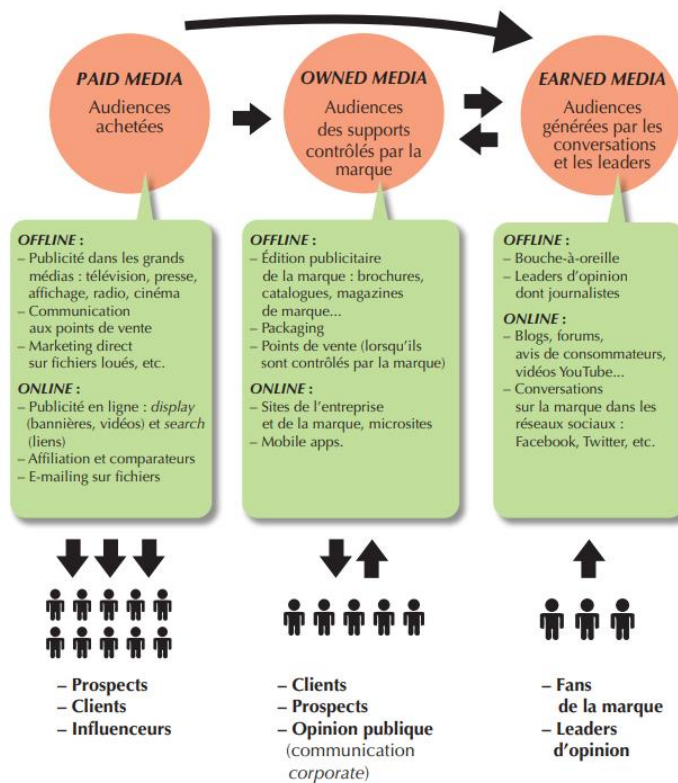 PAID MEDIA
Audiences
achetées
OWNED MEDIA
Audiences
des supports
contrôlés par la
marque
EARNED MEDIA
Audiences
générées par les
conversations
et les leaders
OFFLINE :
– Publicité dans les grands
médias : télévision, presse,
affichage, radio, cinéma
– Communication
aux points de vente
– Marketing direct
sur fichiers loués, etc.
ONLINE :
– Publicité en ligne : display
(bannières, vidéos) et search
(liens)
– Affiliation et comparateurs
– E-mailing sur fichiers
OFFLINE :
– Édition publicitaire
de la marque : brochures,
catalogues, magazines
de marque...
– Packaging
– Points de vente (lorsqu'ils
sont contrôlés par la marque)
ONLINE :
– Sites de l'entreprise
et de la marque, microsites
– Mobile apps.
OFFLINE :
– Bouche-à-oreille
– Leaders d'opinion
dont journalistes
ONLINE :
– Blogs, forums,
avis de consommateurs,
vidéos YouTube...
– Conversations
sur la marque dans les
réseaux sociaux :
Facebook, Twitter, etc.
– Prospects
– Clients
– Influenceurs
– Clients
– Prospects
– Opinion publique
(communication
corporate)
– Fans
de la marque
– Leaders
d'opinion